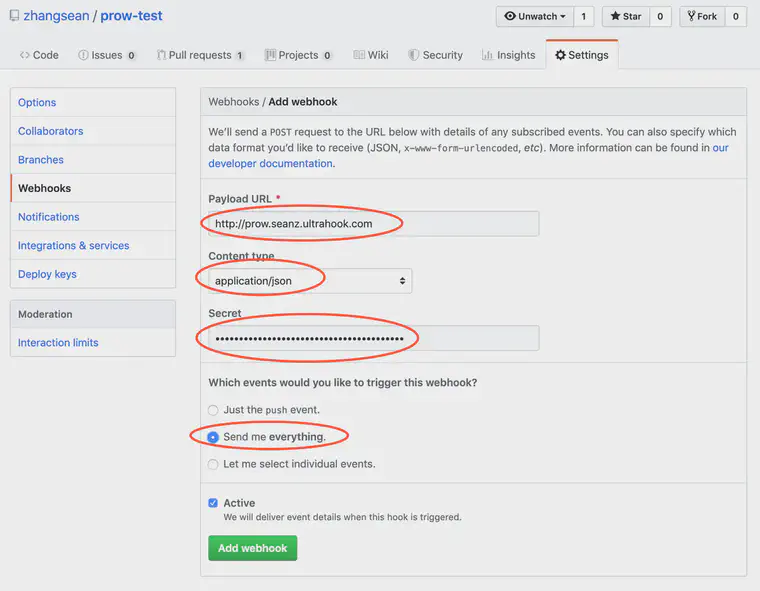 zhangsean / prow-test
Unwatch 1 Star 0 Fork 0
Code Issues 0 Pull requests 1 Projects 0 Wiki Security Insights Settings
Options
Collaborators
Branches
Webhooks
Notifications
Integrations & services
Deploy keys
Moderation
Interaction limits
Webhooks / Add webhook
We'll send a POST request to the URL below with details of any subscribed events. You can also specify which
data format you'd like to receive (JSON, x-www-form-urlencoded, etc). More information can be found in our
developer documentation.
Payload URL *
http://prow.seanz.ultrahook.com
Content type
application/json
Secret
••••••••••••••••••••••••••••••••••••••••
Which events would you like to trigger this webhook?
Just the push event.
Send me everything.
Let me select individual events.
Active
We will deliver event details when this hook is triggered.
Add webhook